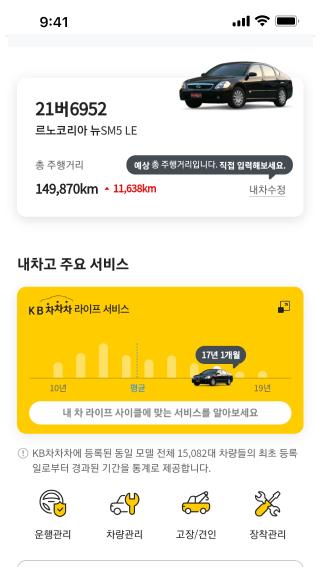 9:41
21버6952
르노코리아 뉴SM5 LE
총 주행거리
예상 총 주행거리입니다. 직접 입력해보세요.
149,870km 11,638km
내차수정
내차고 주요 서비스
KB차차차 라이프 서비스
17년 1개월
10년 평균 19년
내 차 라이프 사이클에 맞는 서비스를 알아보세요
KB차차차에 등록된 동일 모델 전체 15,082대 차량들의 최초 등록
일로부터 경과된 기간을 통계로 제공합니다.
운행관리 차량관리 고장/견인 장착관리